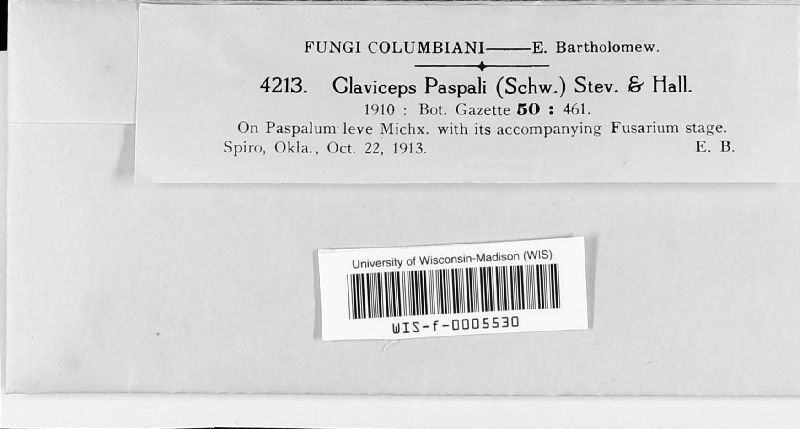 FUNGI COLUMBIANI—E. Bartholomew.
4213. Claviceps Paspali (Schw.) Stev. & Hall.
1910 : Bot. Gazette 50 : 461.
On Paspalum leve Michx. with its accompanying Fusarium stage.
Spiro, Okla., Oct. 22, 1913. E. B.
University of Wisconsin-Madison (WIS)
WIS-f-0005530